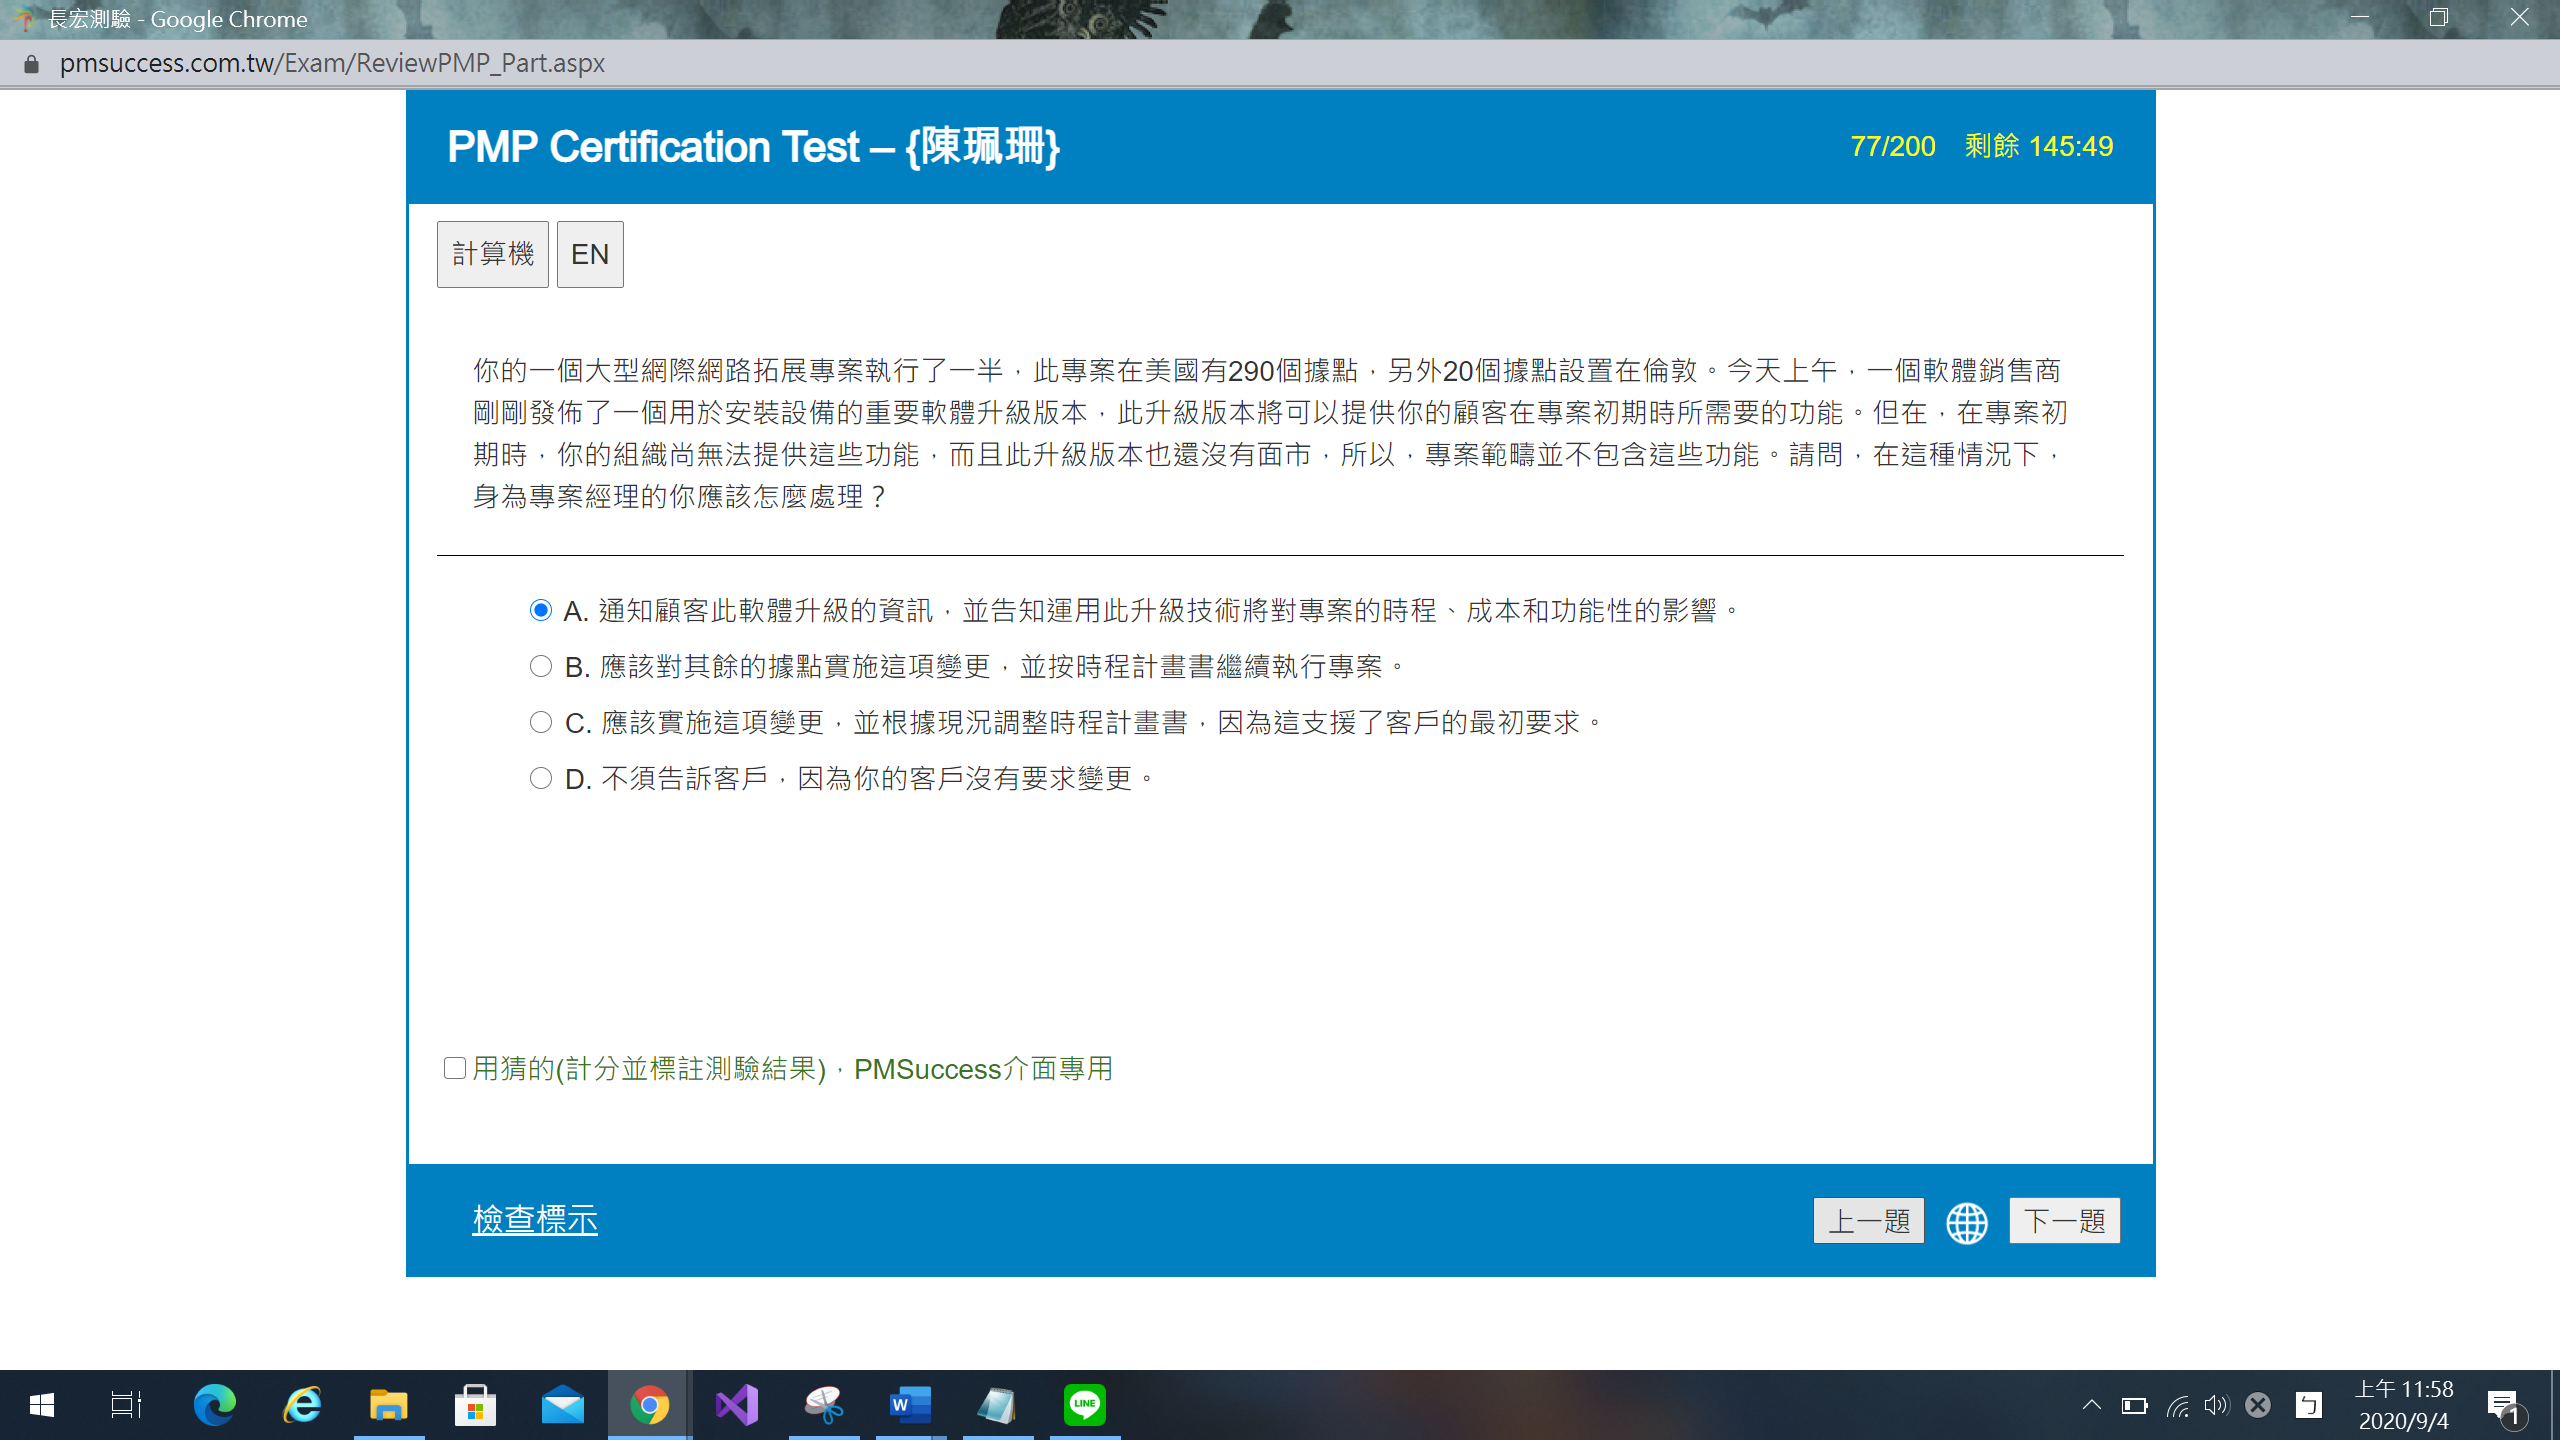 長宏測驗 - Google Chrome
pmsuccess.com.tw/Exam/ReviewPMP_Part.aspx
PMP Certification Test – {陳珮珊}
77/200 剩餘 145:49
計算機 EN
你的一個大型網際網路拓展專案執行了一半，此專案在美國有290個據點，另外20個據點設置在倫敦。今天上午，一個軟體銷售商
剛剛發佈了一個用於安裝設備的重要軟體升級版本，此升級版本將可以提供你的顧客在專案初期時所需要的功能。但在，在專案初
期時，你的組織尚無法提供這些功能，而且此升級版本也還沒有面市，所以，專案範疇並不包含這些功能。請問，在這種情況下，
身為專案經理的你應該怎麼處理？
A. 通知顧客此軟體升級的資訊，並告知運用此升級技術將對專案的時程、成本和功能性的影響。
B. 應該對其餘的據點實施這項變更，並按時程計畫書繼續執行專案。
C. 應該實施這項變更，並根據現況調整時程計畫書，因為這支援了客戶的最初要求。
D. 不須告訴客戶，因為你的客戶沒有要求變更。
用猜的(計分並標註測驗結果)，PMSuccess介面專用
檢查標示
上一題 下一題
W
LINE
ㄅ
上午 11:58
2020/9/4
1